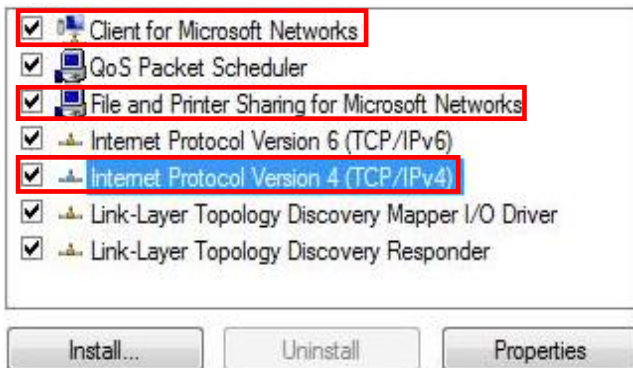 Client for Microsoft Networks
QoS Packet Scheduler
File and Printer Sharing for Microsoft Networks
Internet Protocol Version 6 (TCP/IPv6)
Internet Protocol Version 4 (TCP/IPv4)
Link-Layer Topology Discovery Mapper I/O Driver
Link-Layer Topology Discovery Responder
Install... Uninstall Properties